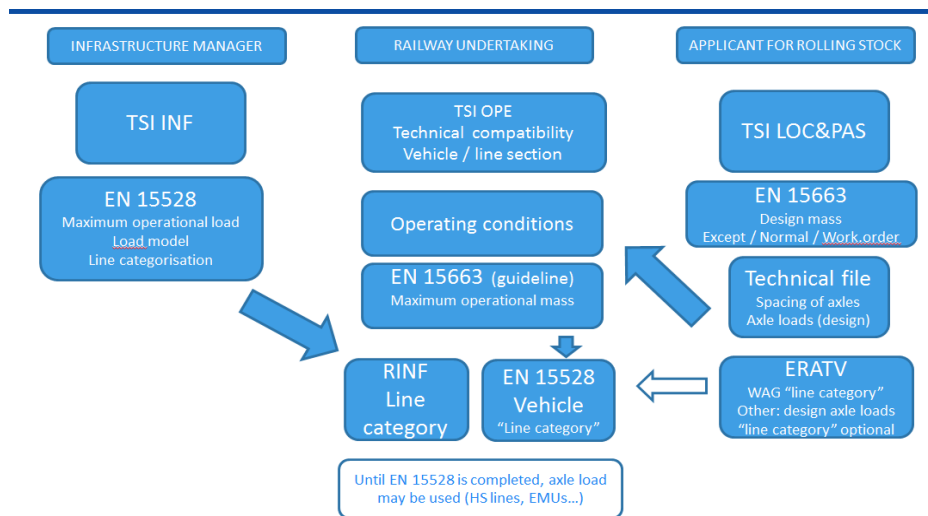 INFRASTRUCTURE MANAGER
RAILWAY UNDERTAKING
APPLICANT FOR ROLLING STOCK
TSI INF
EN 15528
Maximum operational load
Load model
Line categorisation
TSI OPE
Technical compatibility
Vehicle / line section
Operating conditions
EN 15663 (guideline)
Maximum operational mass
RINF
Line
category
EN 15528
Vehicle
“Line category”
TSI LOC&PAS
EN 15663
Design mass
Except / Normal / Work.order
Technical file
Spacing of axles
Axle loads (design)
ERATV
WAG “line category”
Other: design axle loads
“line category” optional
Until EN 15528 is completed, axle load
may be used (HS lines, EMUs...)